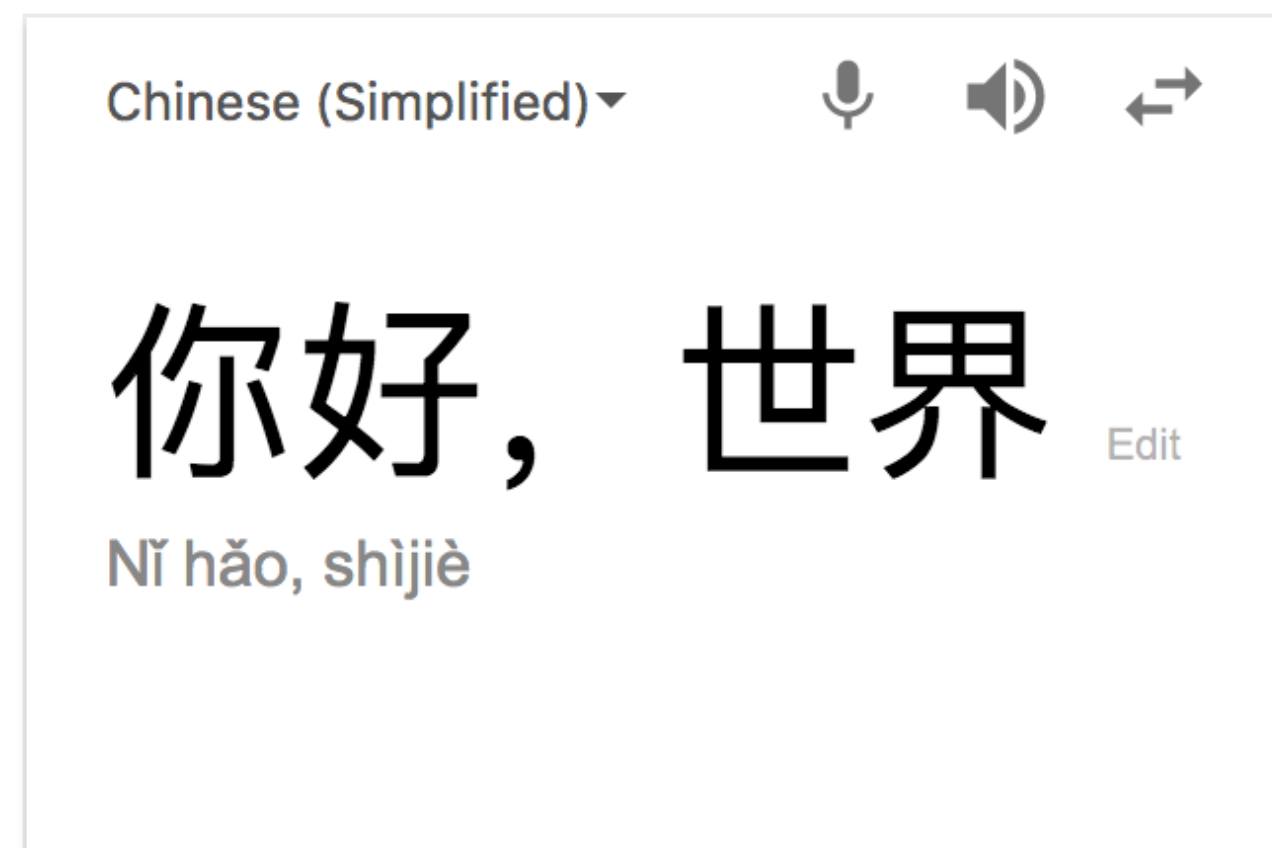 Chinese (Simplified)
你好，世界 Edit
Nǐ hǎo, shìjiè